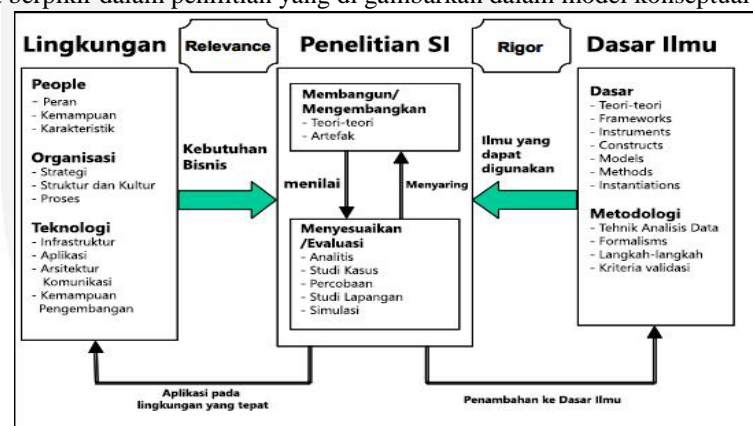 berpikir dalam penelitian yang di gambarkan dalam model konseptual
Lingkungan
Relevance
Penelitian SI
Rigor
Dasar Ilmu
People
- Peran
- Kemampuan
- Karakteristik
Organisasi
- Strategi
- Struktur dan Kultur
- Proses
Teknologi
- Infrastruktur
- Aplikasi
- Arsitektur
Komunikasi
- Kemampuan
Pengembangan
Kebutuhan
Bisnis
Membangun/
Mengembangkan
- Teori-teori
- Artefak
menilai
Menyaring
Menyesuaikan
/Evaluasi
- Analitis
- Studi Kasus
- Percobaan
- Studi Lapangan
- Simulasi
Ilmu yang
dapat
digunakan
Dasar
- Teori-teori
- Frameworks
- Instruments
- Constructs
- Models
- Methods
- Instantiations
Metodologi
- Tehnik Analisis Data
- Formalisms
- Langkah-langkah
- Kriteria validasi
Aplikasi pada
lingkungan yang tepat
Penambahan ke Dasar Ilmu